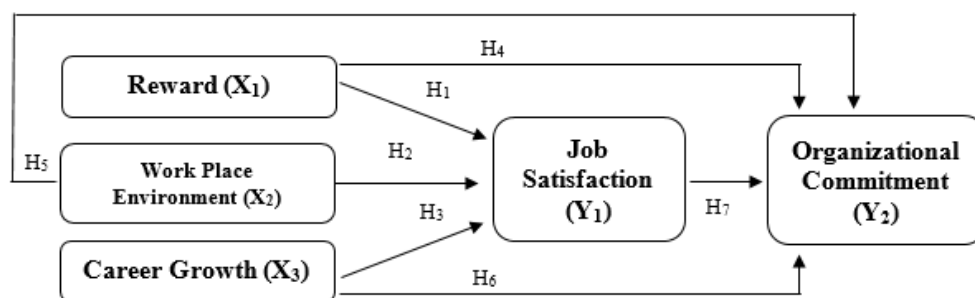 H4
Reward (X1)
H1
H2
H5
Work Place
Environment (X2)
Job
Satisfaction
(Y1)
Organizational
Commitment
(Y2)
H3
H7
Career Growth (X3)
H6